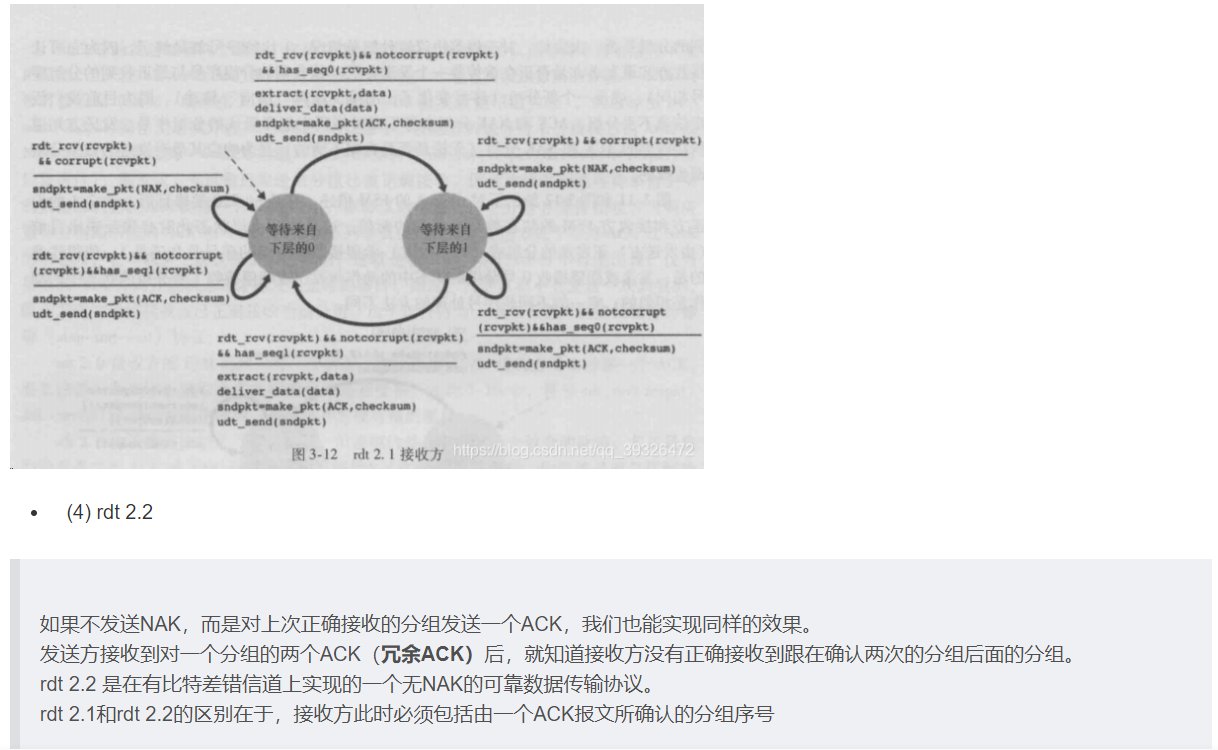 rdt_rcv(rcvpkt)&& notcorrupt(rcvpkt)
&& has_seq0(rcvpkt)
extract(rcvpkt,data)
deliver_data(data)
sndpkt=make_pkt(ACK,checksum)
udt_send(sndpkt)
rdt_rcv(rcvpkt)
&& corrupt(rcvpkt)
sndpkt=make_pkt(NAK,checksum)
udt_send(sndpkt)
rdt_rcv(rcvpkt) && corrupt(rcvpkt)
sndpkt=make_pkt(NAK,checksum)
udt_send(sndpkt)
等待来自
下层的0
等待来自
下层的1
rdt_rcv(rcvpkt)&& notcorrupt
(rcvpkt)&&has_seq1(rcvpkt)
sndpkt=make_pkt(ACK,checksum)
udt_send(sndpkt)
rdt_rcv(rcvpkt)&& notcorrupt
(rcvpkt)&&has_seq0(rcvpkt)
sndpkt=make_pkt(ACK,checksum)
udt_send(sndpkt)
rdt_rcv(rcvpkt) && notcorrupt(rcvpkt)
&& has_seq1(rcvpkt)
extract(rcvpkt,data)
deliver_data(data)
sndpkt=make_pkt(ACK,checksum)
udt_send(sndpkt)
图 3-12 rdt 2.1 接收方
https://blog.csdn.net/qq_39326472
• (4) rdt 2.2
如果不发送NAK，而是对上次正确接收的分组发送一个ACK，我们也能实现同样的效果。
发送方接收到对一个分组的两个ACK（冗余ACK）后，就知道接收方没有正确接收到跟在确认两次的分组后面的分组。
rdt 2.2 是在有比特差错信道上实现的一个无NAK的可靠数据传输协议。
rdt 2.1和rdt 2.2的区别在于，接收方此时必须包括由一个ACK报文所确认的分组序号